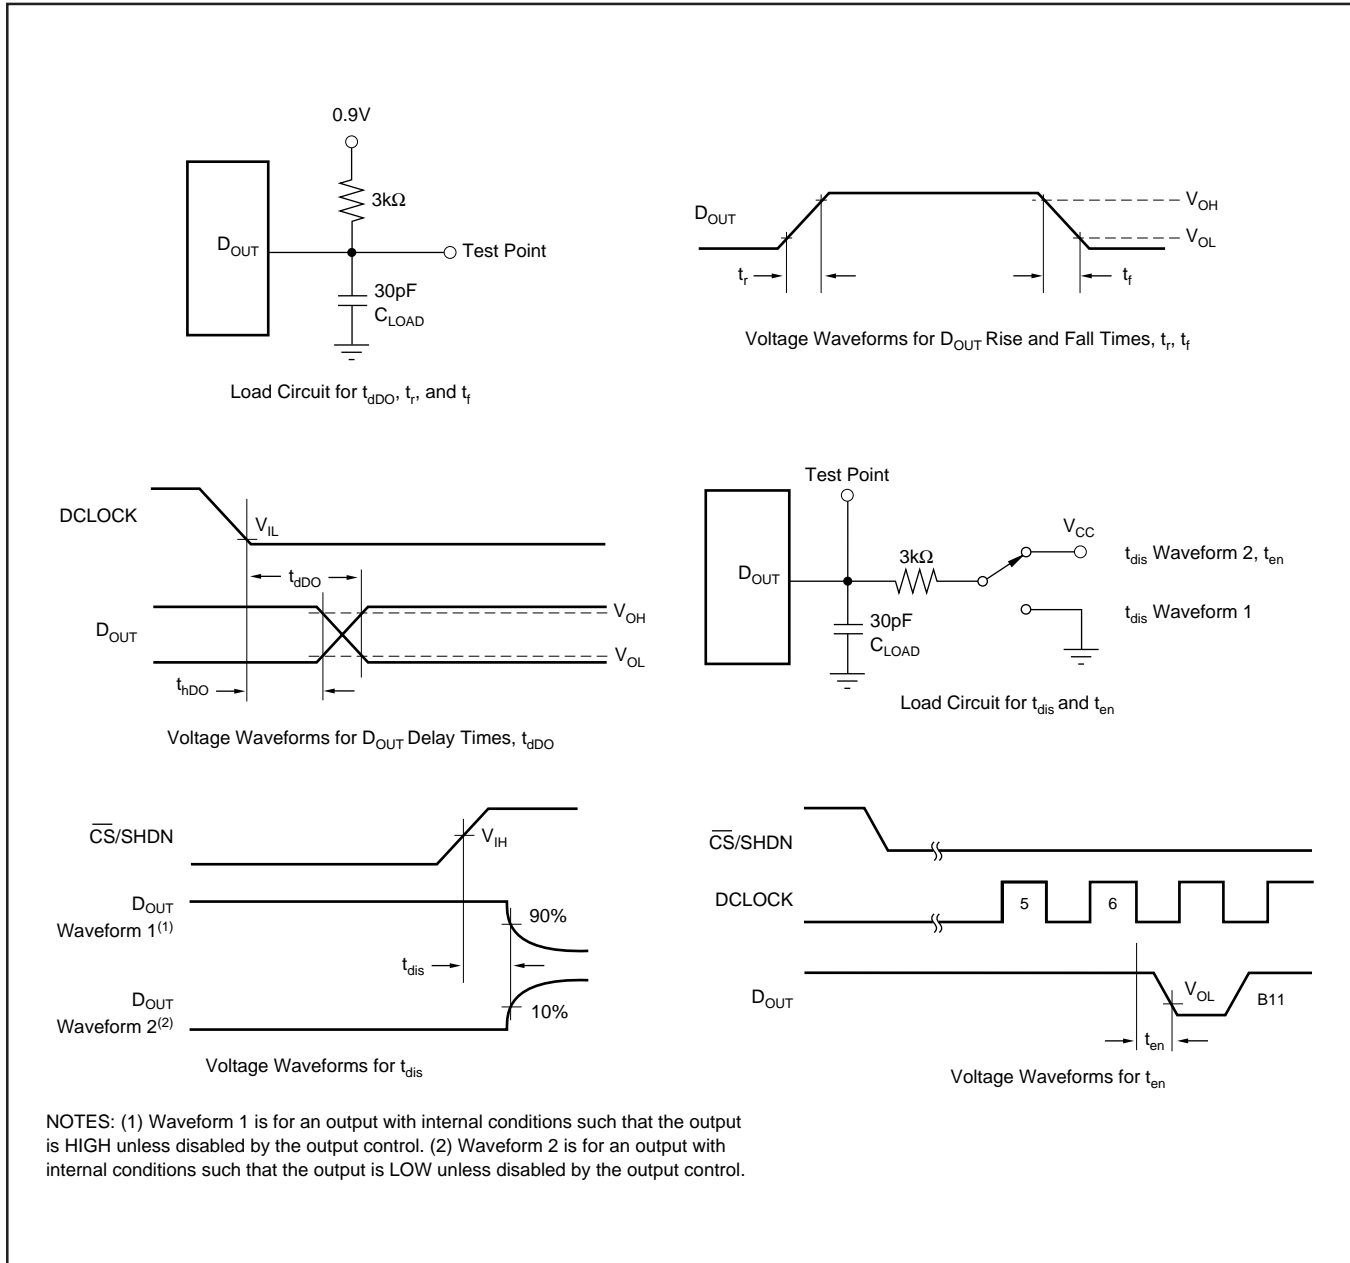 0.9V
3kΩ
D_OUT
Test Point
30pF
C_LOAD
Load Circuit for t_dDO, t_r, and t_f
D_OUT
V_OH
V_OL
t_r
t_f
Voltage Waveforms for D_OUT Rise and Fall Times, t_r, t_f
DCLOCK
V_IL
t_dDO
D_OUT
V_OH
V_OL
t_hDO
Voltage Waveforms for D_OUT Delay Times, t_dDO
Test Point
V_CC
3kΩ
D_OUT
t_dis Waveform 2, t_en
t_dis Waveform 1
30pF
C_LOAD
Load Circuit for t_dis and t_en
C̅S̅/SHDN
V_IH
D_OUT
Waveform 1(1)
90%
t_dis
D_OUT
Waveform 2(2)
10%
Voltage Waveforms for t_dis
C̅S̅/SHDN
DCLOCK
5
6
D_OUT
V_OL
B11
t_en
Voltage Waveforms for t_en
NOTES: (1) Waveform 1 is for an output with internal conditions such that the output
is HIGH unless disabled by the output control. (2) Waveform 2 is for an output with
internal conditions such that the output is LOW unless disabled by the output control.